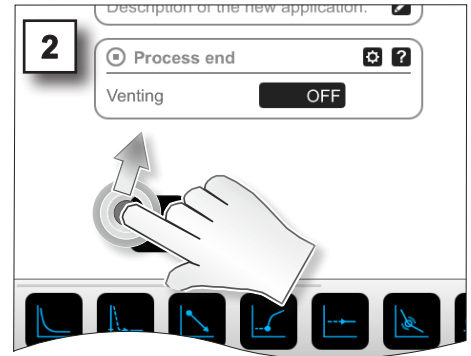 Description of the new application.
2
Process end
?
Venting
OFF